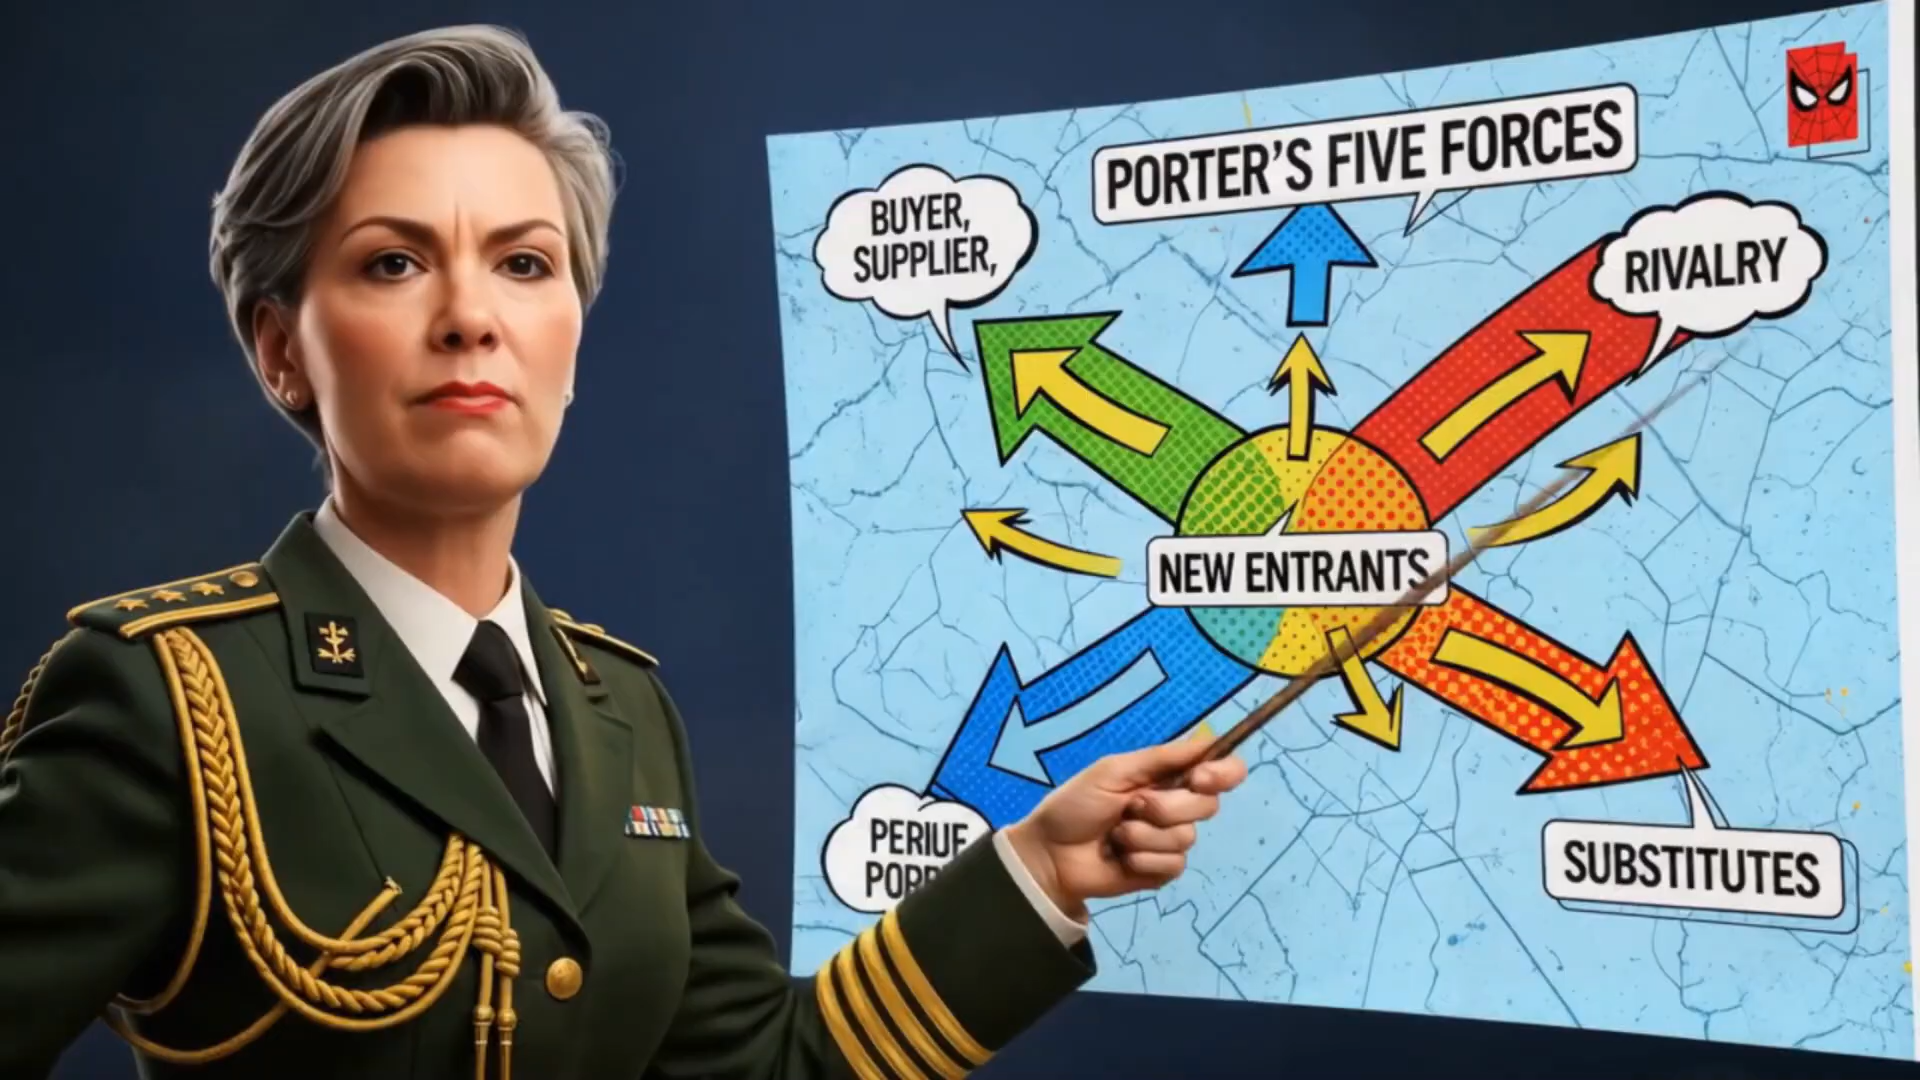 PORTER'S FIVE FORCES
BUYER,
SUPPLIER,
RIVALRY
NEW ENTRANTS
PERIUE
SUBSTITUTES